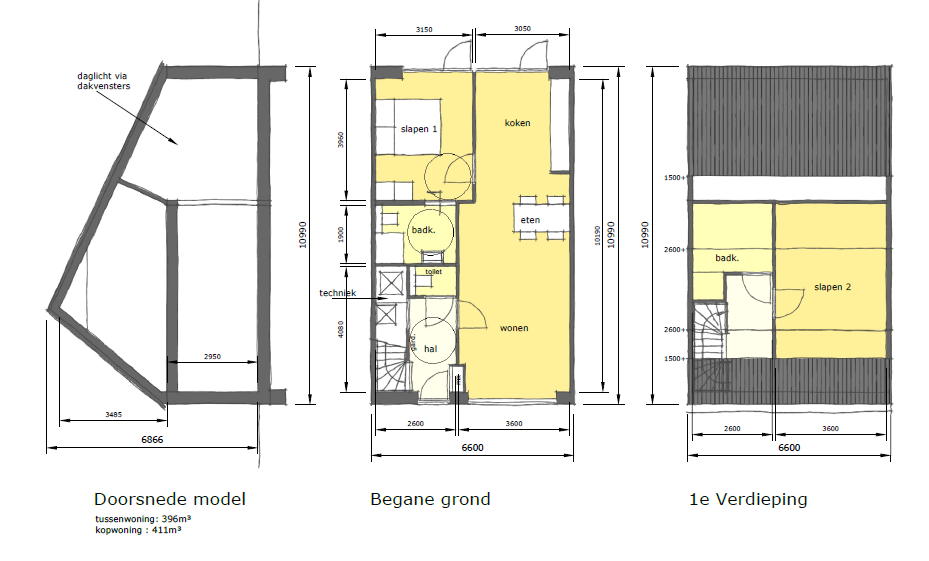 daglicht via
dakvensters
10990
2950
3485
6866
Doorsnede model
tussenwoning: 396m³
kopwoning : 411m³
3150
3050
3960
1900
4080
slapen 1
koken
eten
badk.
toilet
techniek
gard.
hal
wonen
10190
10990
2600
3600
6600
Begane grond
10990
1500+
2600+
2600+
1500+
badk.
slapen 2
2600
3600
6600
1e Verdieping